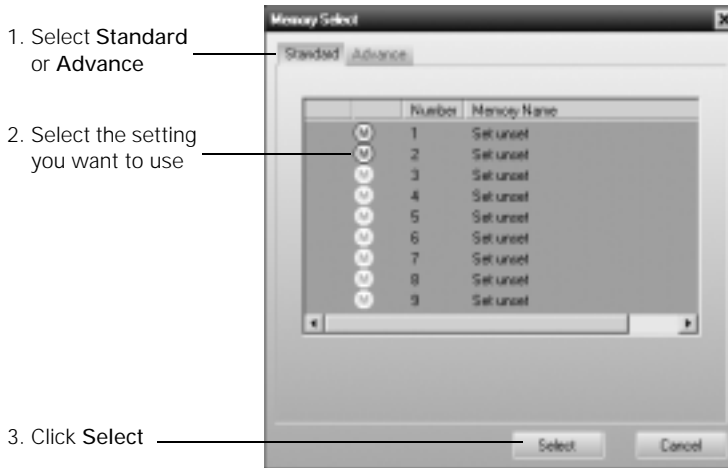 Memory Select
1. Select Standard
or Advance
Standard Advance
Number Memory Name
M 1 Set unset
2. Select the setting
you want to use
M 2 Set unset
M 3 Set unset
M 4 Set unset
M 5 Set unset
M 6 Set unset
M 7 Set unset
M 8 Set unset
M 9 Set unset
3. Click Select
Select Cancel